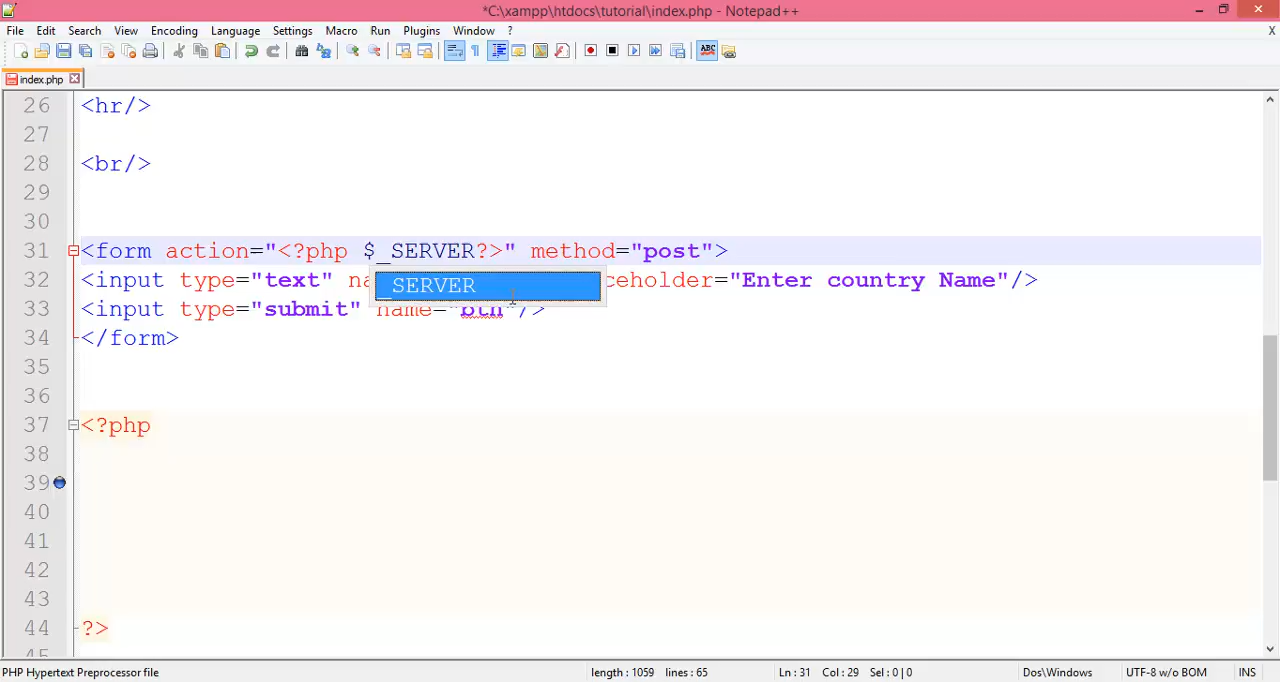 *C:\xampp\htdocs\tutorial\index.php - Notepad++
File Edit Search View Encoding Language Settings Macro Run Plugins Window ? X
index.php
26 <hr/>
27
28 <br/>
29
30
31 <form action="<?php $_SERVER?>" method="post">
32 <input type="text" na ceholder="Enter country Name"/>
_SERVER
33 <input type="submit" name="btn"/>
34 </form>
35
36
37 <?php
38
39
40
41
42
43
44 ?>
45
PHP Hypertext Preprocessor file length : 1059 lines : 65 Ln : 31 Col : 29 Sel : 0 | 0 Dos\Windows UTF-8 w/o BOM INS